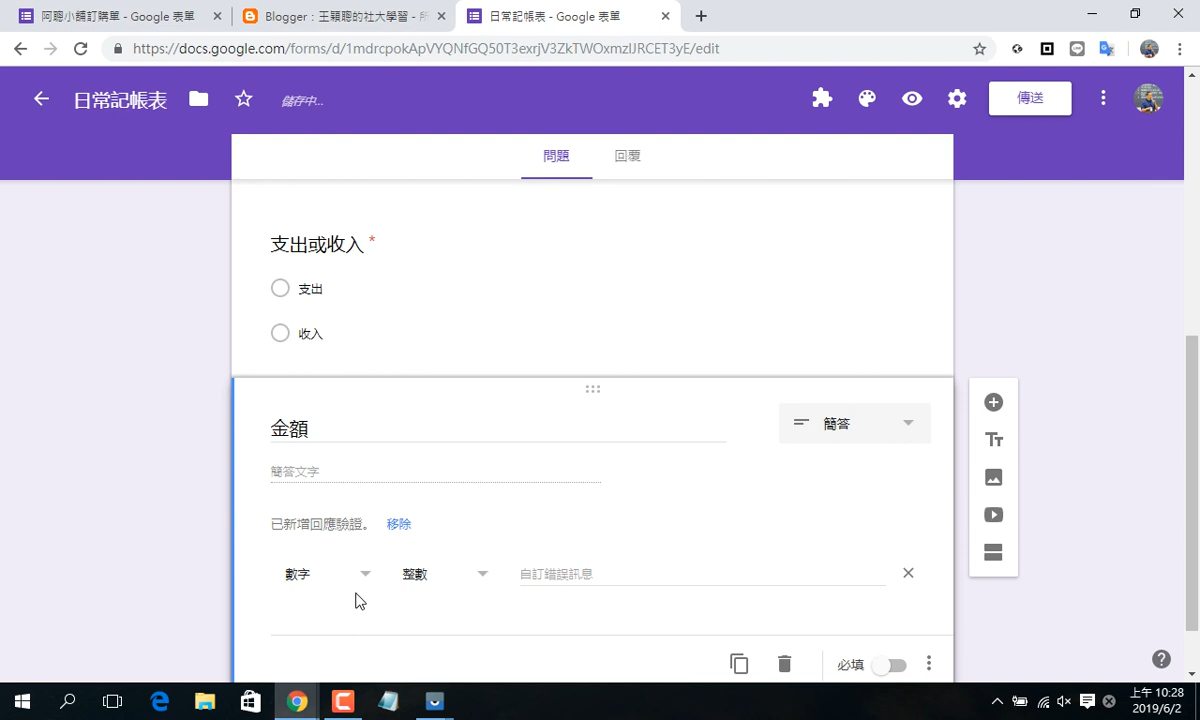 阿聰小舖訂購單 - Google 表單
Blogger：王穎聰的社大學習 - 所
日常記帳表 - Google 表單
https://docs.google.com/forms/d/1mdrcpokApVYQNfGQ50T3exrjV3ZkTWOxmzIJRCET3yE/edit
日常記帳表
儲存中...
傳送
問題
回覆
支出或收入 *
支出
收入
金額
簡答
簡答文字
已新增回應驗證。 移除
數字
整數
自訂錯誤訊息
必填
上午 10:28
2019/6/2